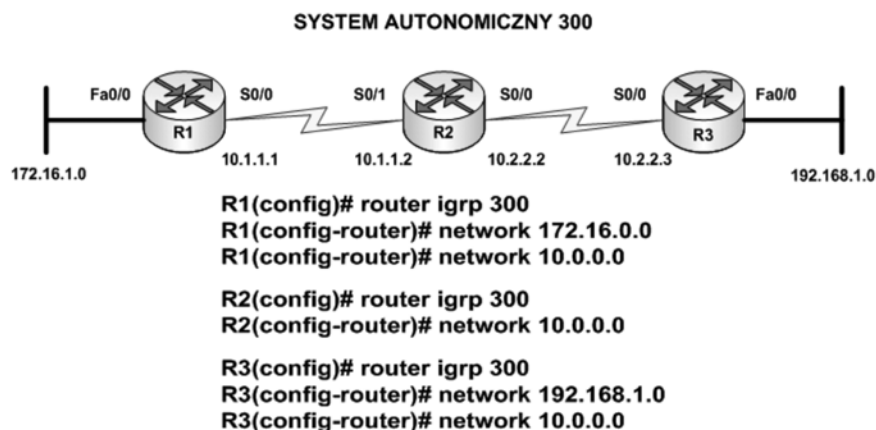 SYSTEM AUTONOMICZNY 300
Fa0/0 S0/0 S0/1 S0/0 S0/0 Fa0/0
R1 R2 R3
172.16.1.0 10.1.1.1 10.1.1.2 10.2.2.2 10.2.2.3 192.168.1.0
R1(config)# router igrp 300
R1(config-router)# network 172.16.0.0
R1(config-router)# network 10.0.0.0
R2(config)# router igrp 300
R2(config-router)# network 10.0.0.0
R3(config)# router igrp 300
R3(config-router)# network 192.168.1.0
R3(config-router)# network 10.0.0.0